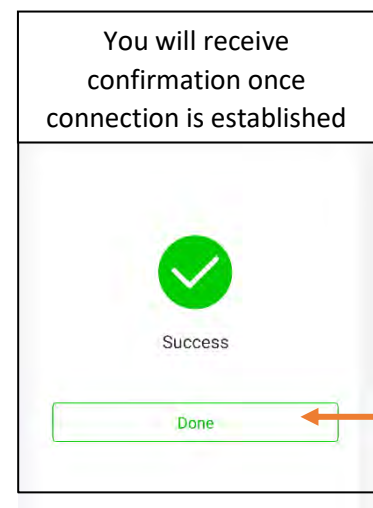 You will receive
confirmation once
connection is established
Success
Done